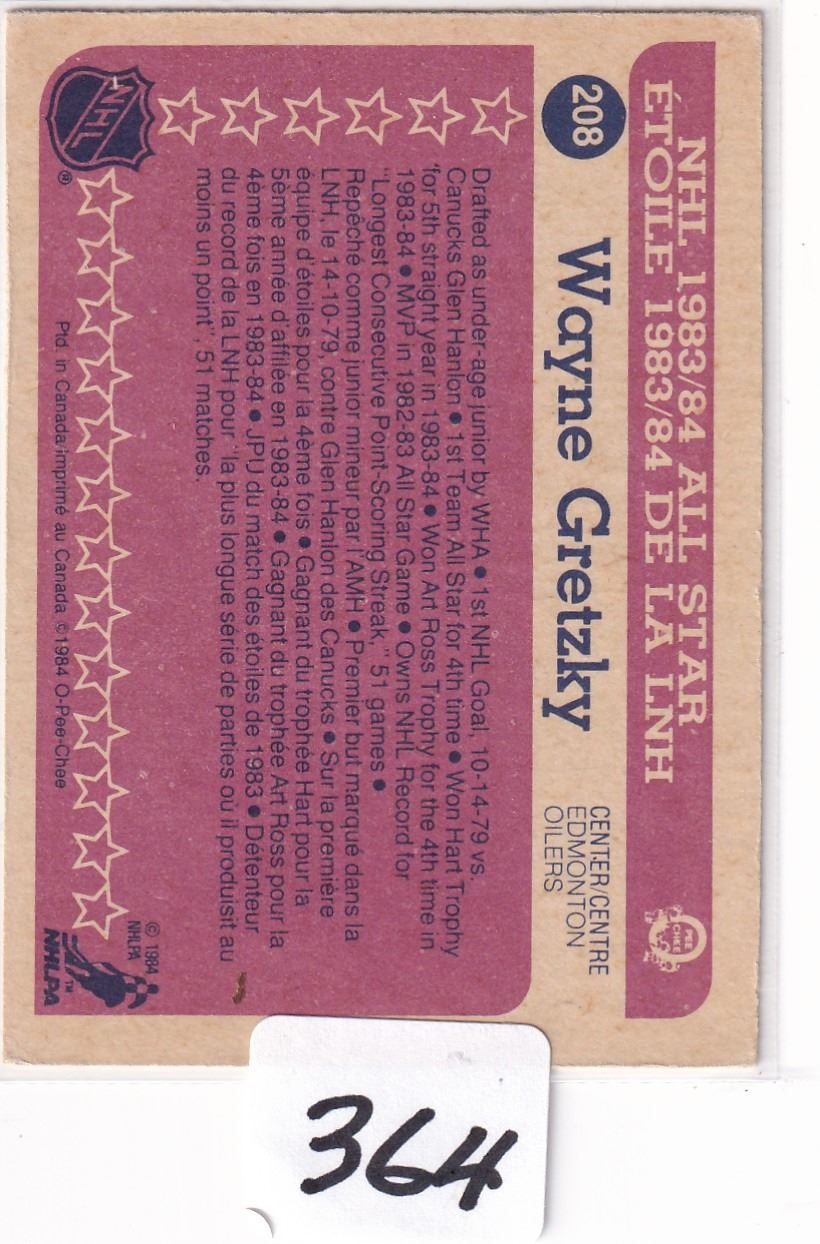 NHL 1983/84 ALL STAR
ÉTOILE 1983/84 DE LA LNH
O PEE CHEE
208
Wayne Gretzky
CENTER/CENTRE
EDMONTON
OILERS
Drafted as under-age junior by WHA ● 1st NHL Goal, 10-14-79 vs.
Canucks Glen Hanlon ● 1st Team All Star for 4th time ● Won Hart Trophy
for 5th straight year in 1983-84 ● Won Art Ross Trophy for the 4th time in
1983-84 ● MVP in 1982-83 All Star Game ● Owns NHL Record for
"Longest Consecutive Point-Scoring Streak," 51 games ●
Repêche comme junior mineur par l'AMH ● Premier but marqué dans la
LNH, le 14-10-79, contre Glen Hanlon des Canucks ● Sur la première
équipe d'étoiles pour la 4ème fois ● Gagnant du trophée Hart pour la
5ème année d'affilée en 1983-84 ● Gagnant du trophée Art Ross pour la
4ème fois en 1983-84 ● JPU du match des étoiles de 1983 ● Détenteur
du record de la LNH pour "la plus longue série de parties ou il produisit au
moins un point", 51 matches.
NHL
®
Ptd. in Canada/imprimé au Canada ©1984 O-Pee-Chee
© 1984
NHLPA
NHLPA
™
364